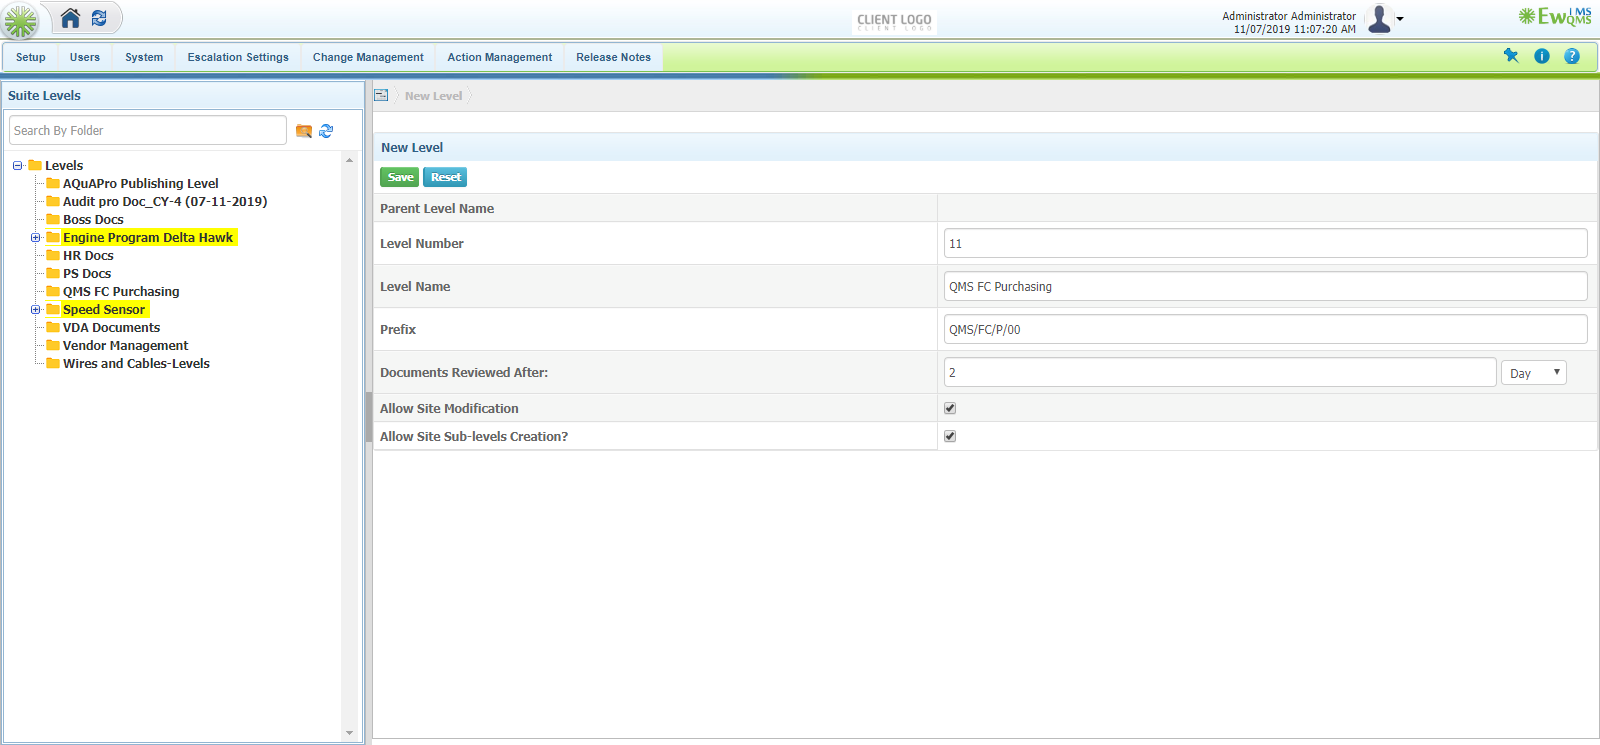 CLIENT LOGO
CLIENT LOGO
Administrator Administrator
11/07/2019 11:07:20 AM
Ew IMS
QMS
Setup Users System Escalation Settings Change Management Action Management Release Notes
Suite Levels
Search By Folder
Levels
AQuAPro Publishing Level
Audit pro Doc_CY-4 (07-11-2019)
Boss Docs
Engine Program Delta Hawk
HR Docs
PS Docs
QMS FC Purchasing
Speed Sensor
VDA Documents
Vendor Management
Wires and Cables-Levels
New Level
New Level
Save Reset
Parent Level Name
Level Number 11
Level Name QMS FC Purchasing
Prefix QMS/FC/P/00
Documents Reviewed After: 2 Day
Allow Site Modification
Allow Site Sub-levels Creation?